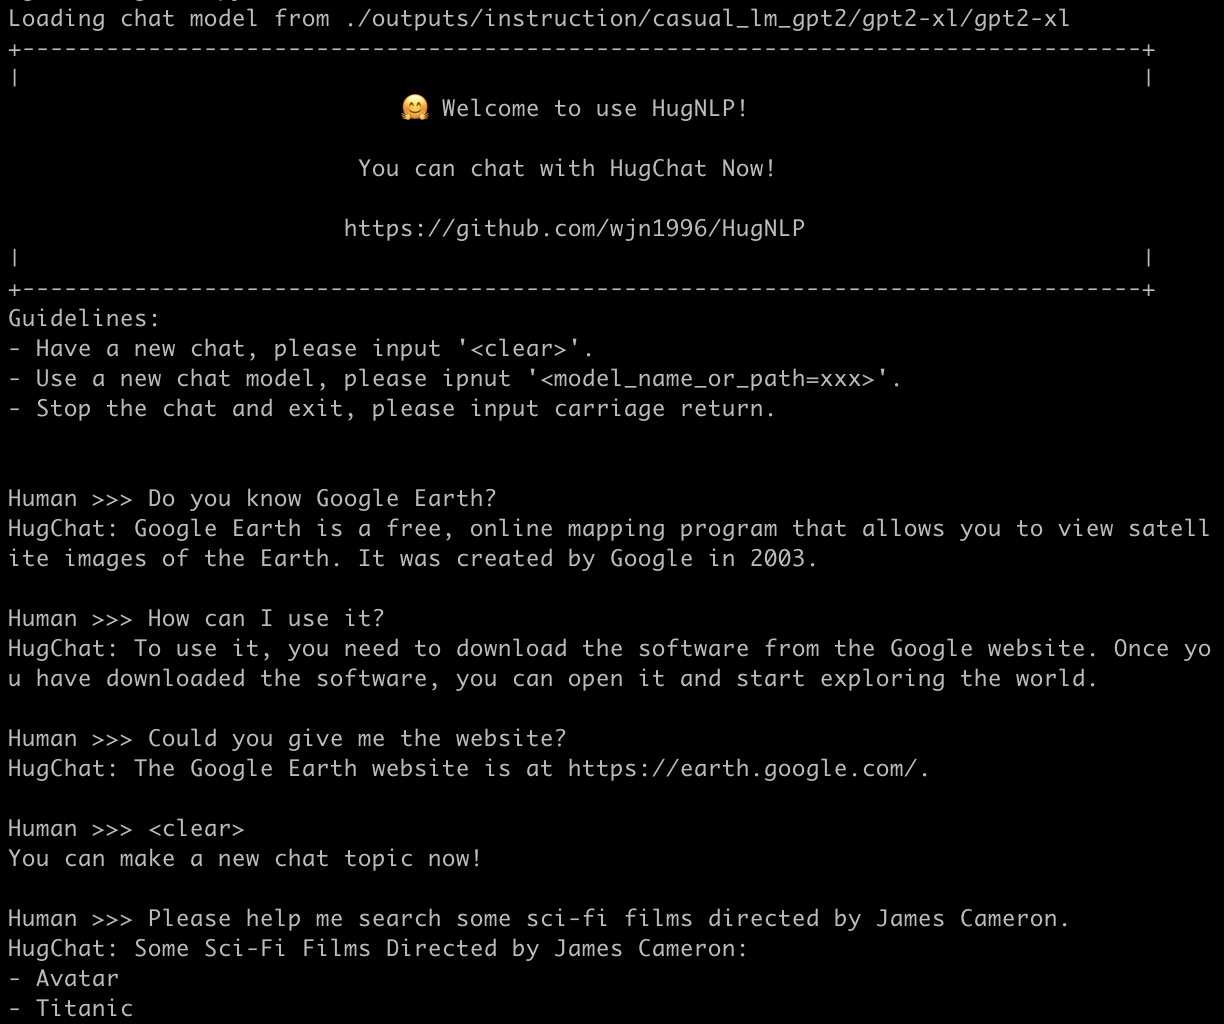 Loading chat model from ./outputs/instruction/casual_lm_gpt2/gpt2-xl/gpt2-xl
+--------------------------------------------------------------------------------+
| |
🤗 Welcome to use HugNLP!
You can chat with HugChat Now!
https://github.com/wjn1996/HugNLP
| |
+--------------------------------------------------------------------------------+
Guidelines:
- Have a new chat, please input '<clear>'.
- Use a new chat model, please ipnut '<model_name_or_path=xxx>'.
- Stop the chat and exit, please input carriage return.
Human >>> Do you know Google Earth?
HugChat: Google Earth is a free, online mapping program that allows you to view satell
ite images of the Earth. It was created by Google in 2003.
Human >>> How can I use it?
HugChat: To use it, you need to download the software from the Google website. Once yo
u have downloaded the software, you can open it and start exploring the world.
Human >>> Could you give me the website?
HugChat: The Google Earth website is at https://earth.google.com/.
Human >>> <clear>
You can make a new chat topic now!
Human >>> Please help me search some sci-fi films directed by James Cameron.
HugChat: Some Sci-Fi Films Directed by James Cameron:
- Avatar
- Titanic